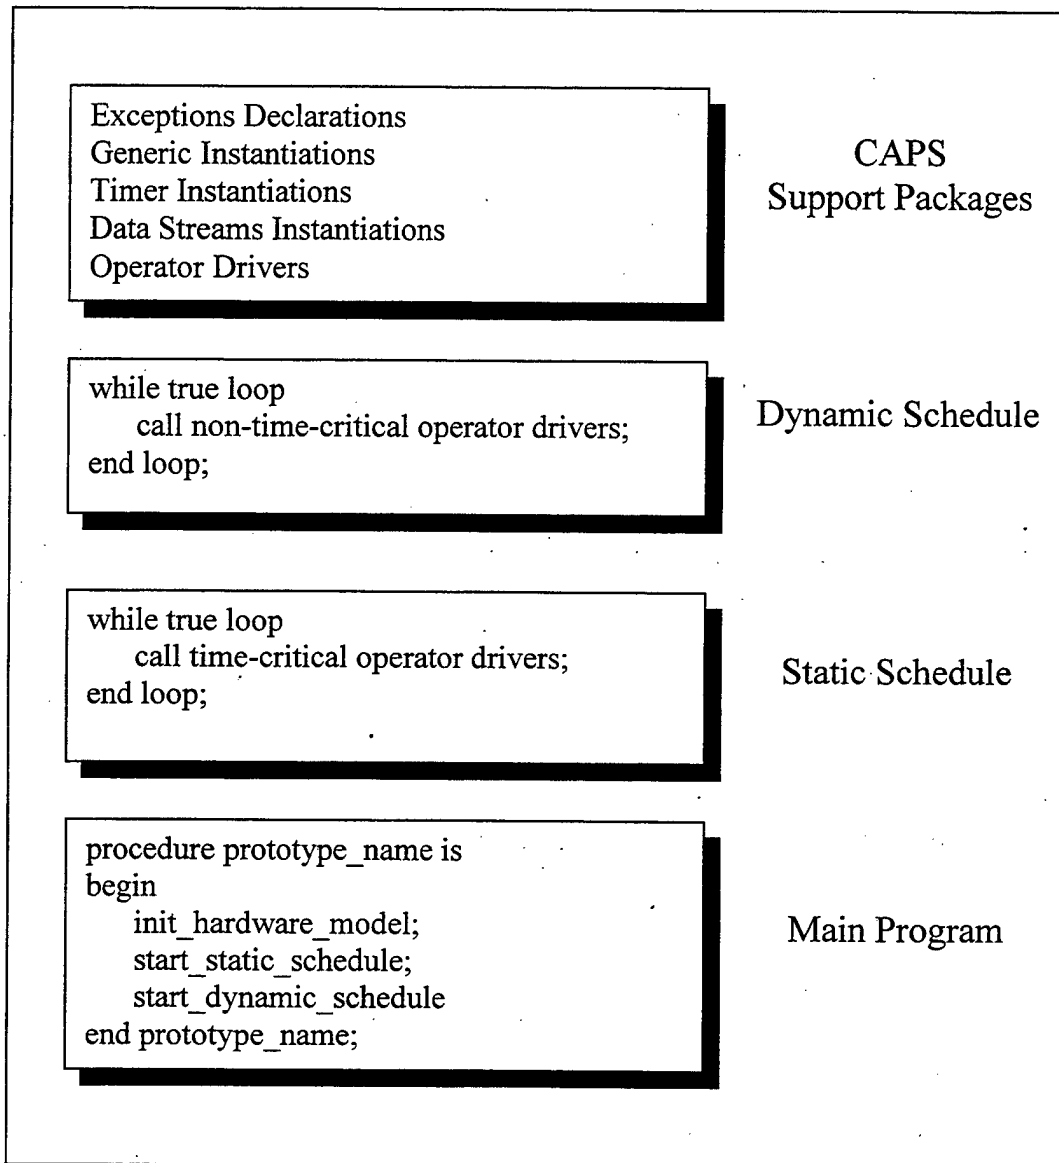 Exceptions Declarations
Generic Instantiations
Timer Instantiations
Data Streams Instantiations
Operator Drivers
CAPS
Support Packages
while true loop
call non-time-critical operator drivers;
end loop;
Dynamic Schedule
while true loop
call time-critical operator drivers;
end loop;
Static Schedule
procedure prototype_name is
begin
init_hardware_model;
start_static_schedule;
start_dynamic_schedule
end prototype_name;
Main Program